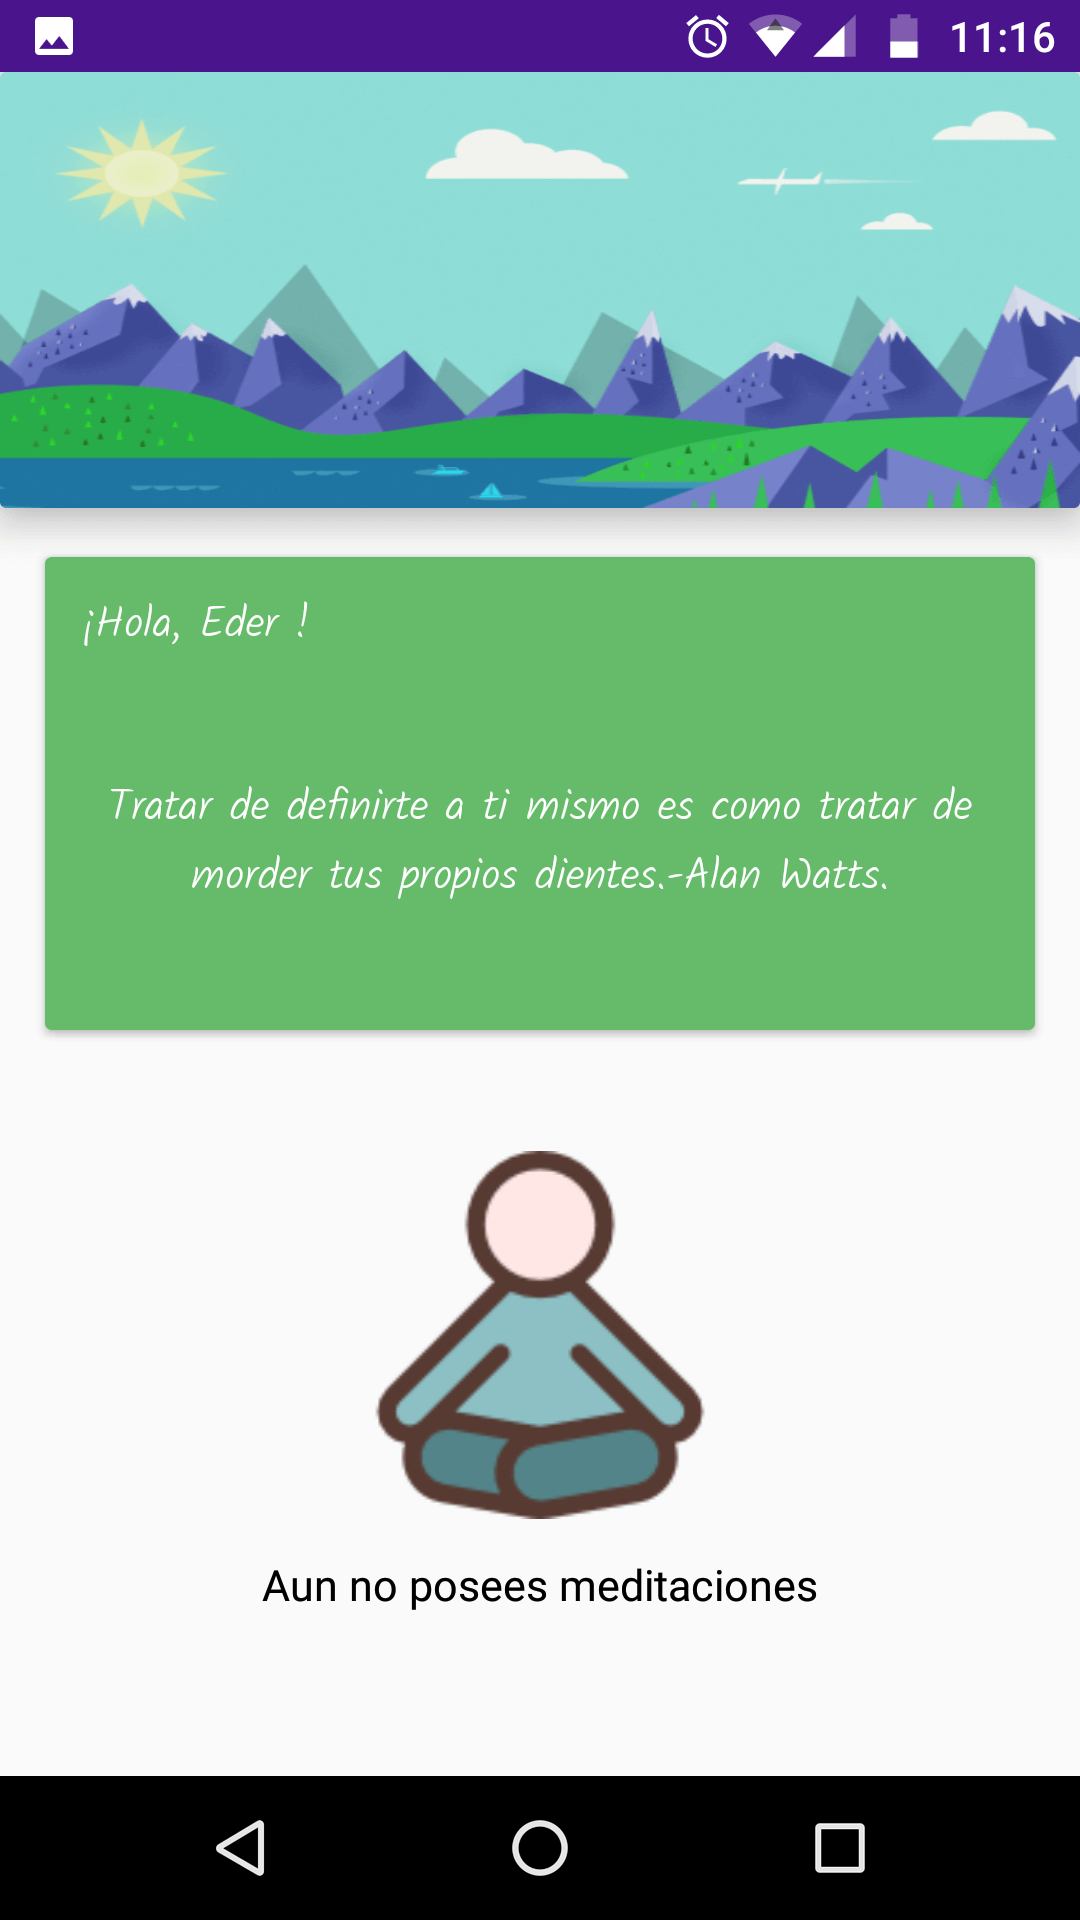 11:16
¡Hola, Eder !
Tratar de definirte a ti mismo es como tratar de
morder tus propios dientes.-Alan Watts.
Aun no posees meditaciones